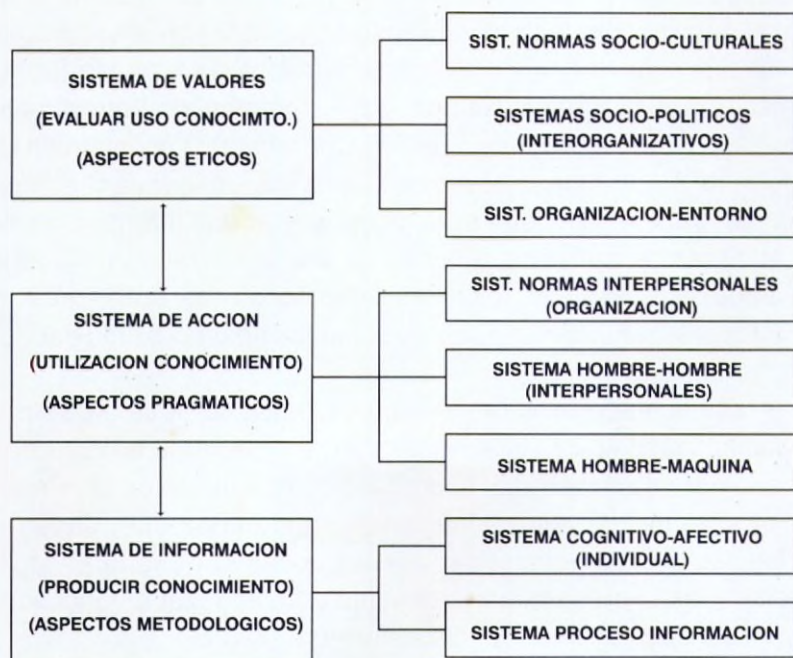 SISTEMA DE VALORES
(EVALUAR USO CONOCIMTO.)
(ASPECTOS ETICOS)
SIST. NORMAS SOCIO-CULTURALES
SISTEMAS SOCIO-POLITICOS
(INTERORGANIZATIVOS)
SIST. ORGANIZACION-ENTORNO
SISTEMA DE ACCION
(UTILIZACION CONOCIMIENTO)
(ASPECTOS PRAGMATICOS)
SIST. NORMAS INTERPERSONALES
(ORGANIZACION)
SISTEMA HOMBRE-HOMBRE
(INTERPERSONALES)
SISTEMA HOMBRE-MAQUINA
SISTEMA DE INFORMACION
(PRODUCIR CONOCIMIENTO)
(ASPECTOS METODOLOGICOS)
SISTEMA COGNITIVO-AFECTIVO
(INDIVIDUAL)
SISTEMA PROCESO INFORMACION